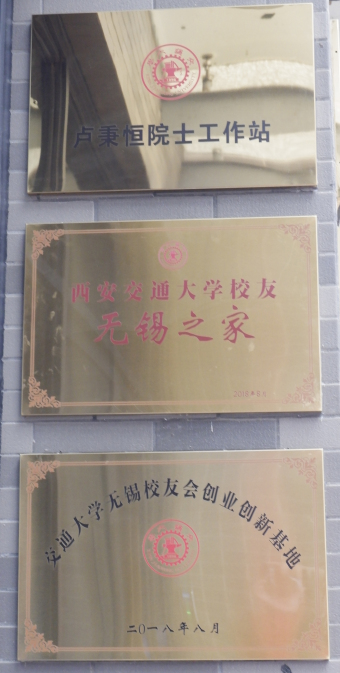 卢秉恒院士工作站
西安交通大学校友
无锡之家
交通大学无锡校友会创业创新基地
二〇一八年八月